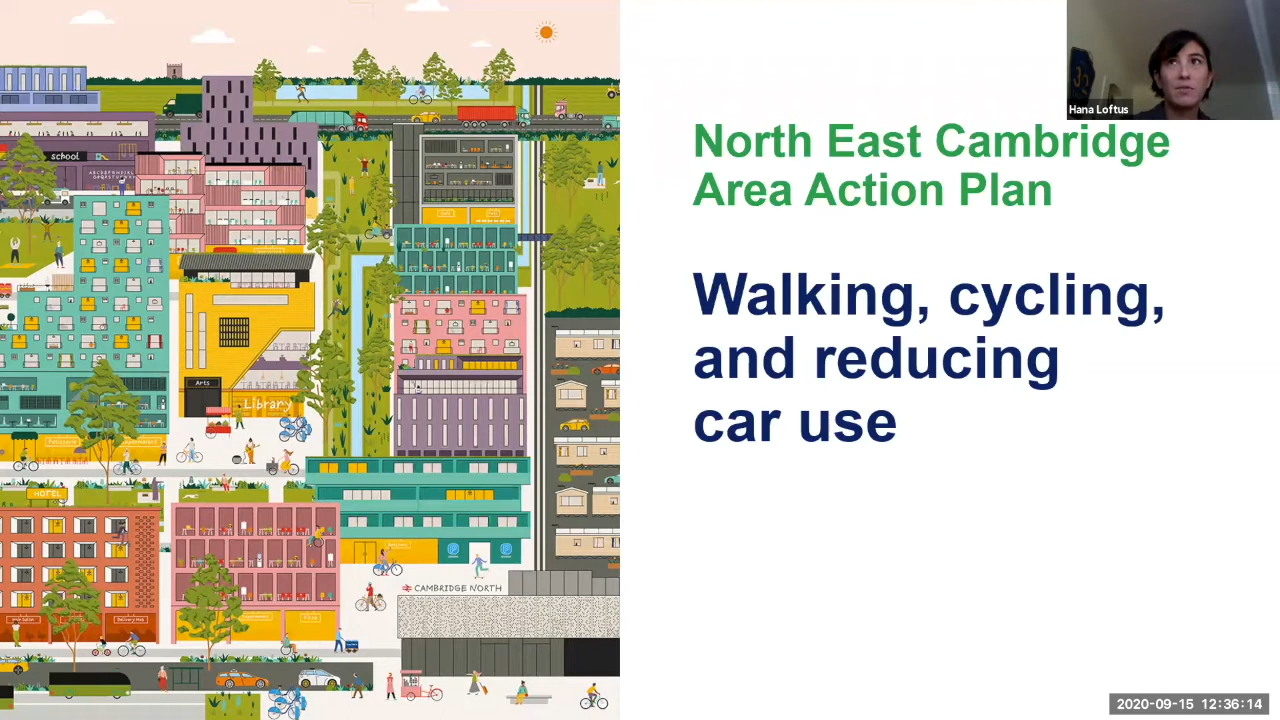 Hana Loftus
North East Cambridge
Area Action Plan
Walking, cycling,
and reducing
car use
school
Arts
Library
HOTEL
CAMBRIDGE NORTH
2020-09-15 12:36:14